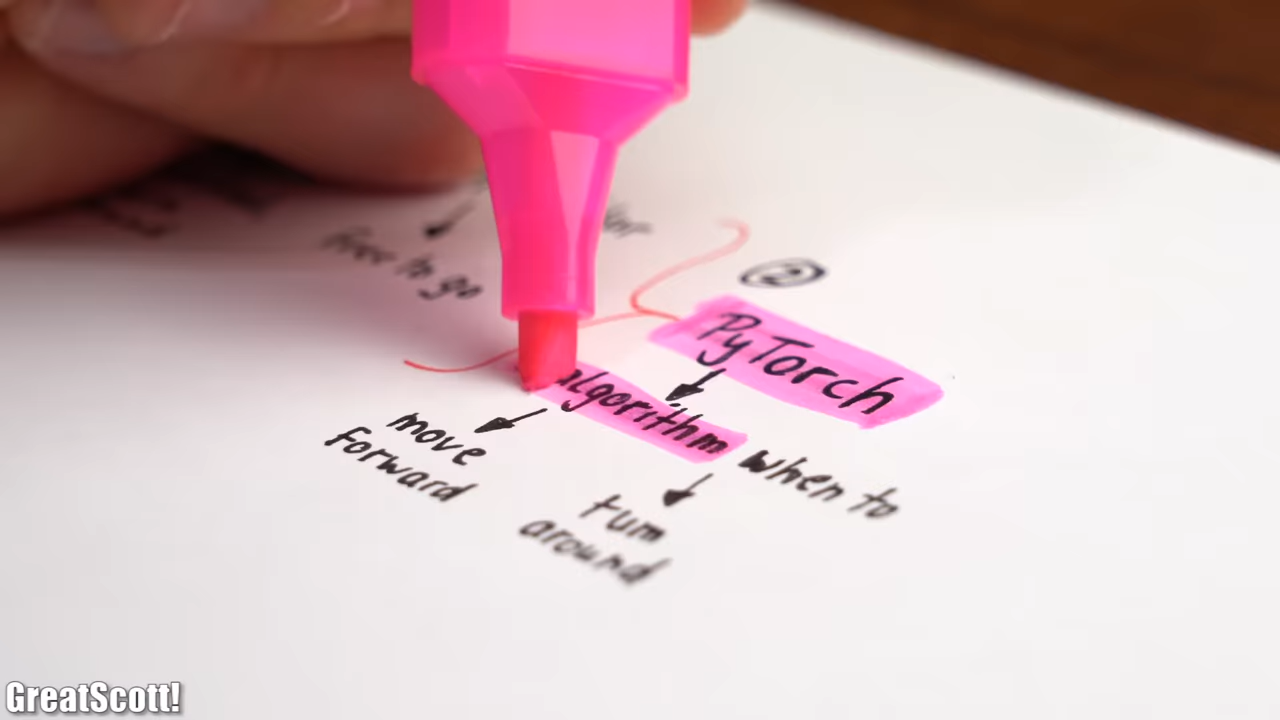 free to go
②
PyTorch
algorithm when to
move
forward
turn
around
GreatScott!